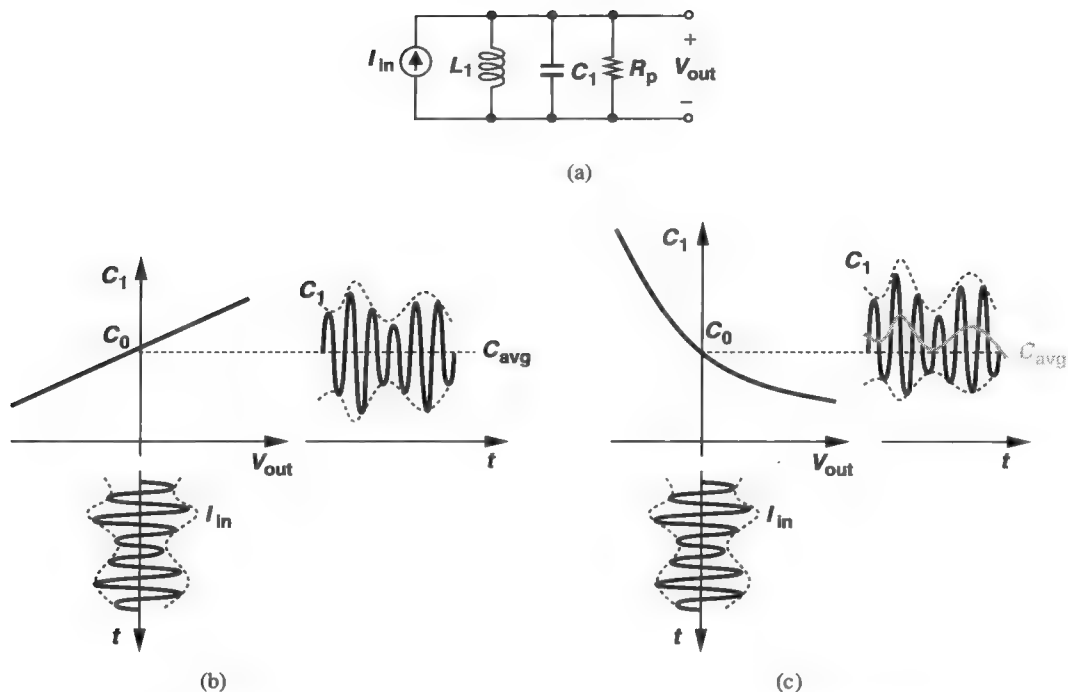 I_in L_1 C_1 R_p + V_out −
(a)
C_1
C_0
C_1
C_avg
V_out
t
I_in
t
(b)
C_1
C_0
C_1
C_avg
V_out
t
I_in
t
(c)